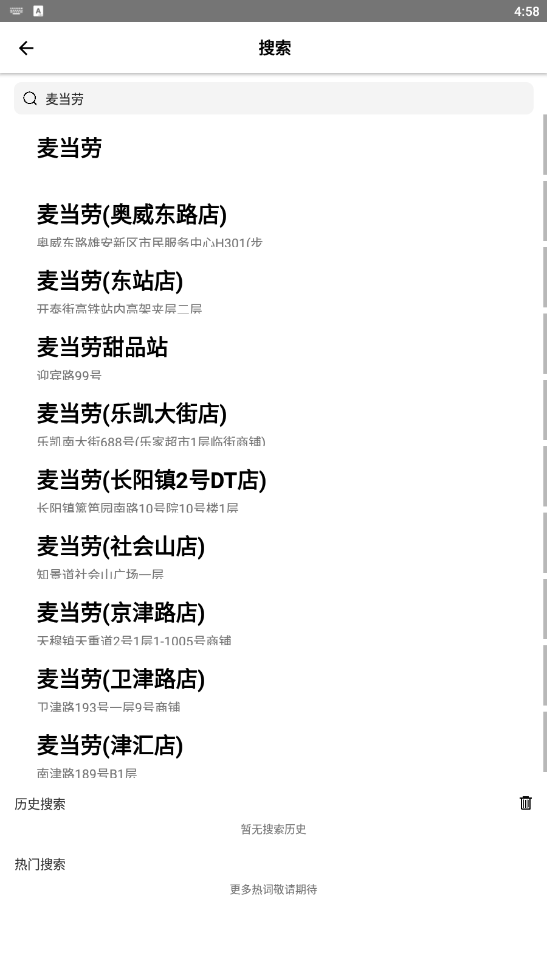 4:58
搜索
麦当劳
麦当劳
麦当劳(奥威东路店)
奥威东路雄安新区市民服务中心H301(步
麦当劳(东站店)
开泰街高铁站内高架夹层二层
麦当劳甜品站
迎宾路99号
麦当劳(乐凯大街店)
乐凯南大街688号(乐家超市1层临街商铺)
麦当劳(长阳镇2号DT店)
长阳镇篱笆园南路10号院10号楼1层
麦当劳(社会山店)
知景道社会山广场一层
麦当劳(京津路店)
天穆镇天重道2号1层1-1005号商铺
麦当劳(卫津路店)
卫津路193号一层9号商铺
麦当劳(津汇店)
南津路189号B1层
历史搜索
暂无搜索历史
热门搜索
更多热词敬请期待